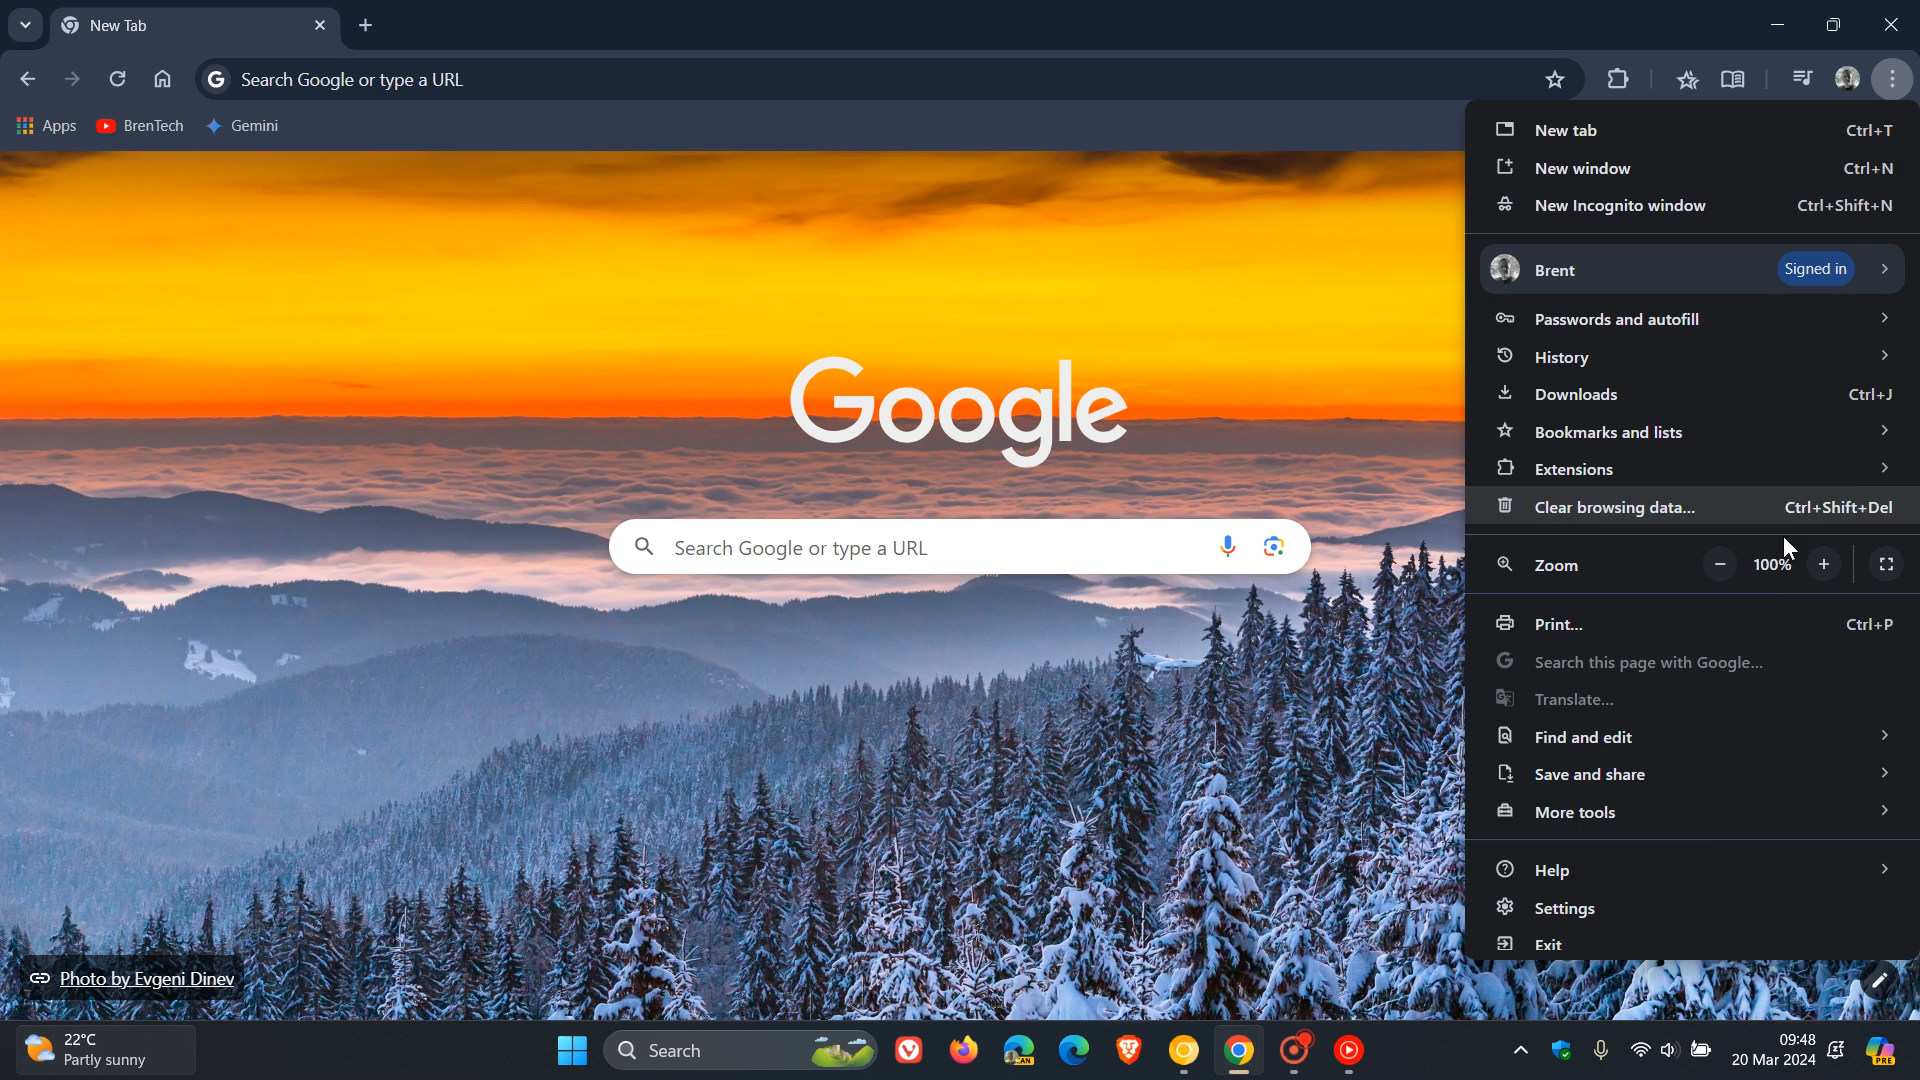 New Tab
Search Google or type a URL
Apps
BrenTech
Gemini
New tab Ctrl+T
New window Ctrl+N
New Incognito window Ctrl+Shift+N
Brent Signed in
Passwords and autofill
History
Downloads Ctrl+J
Bookmarks and lists
Extensions
Clear browsing data... Ctrl+Shift+Del
Zoom 100%
Print... Ctrl+P
Search this page with Google...
Translate...
Find and edit
Save and share
More tools
Help
Settings
Exit
Google
Search Google or type a URL
Photo by Evgeni Dinev
22°C
Partly sunny
Search
CAN
09:48
20 Mar 2024
PRE